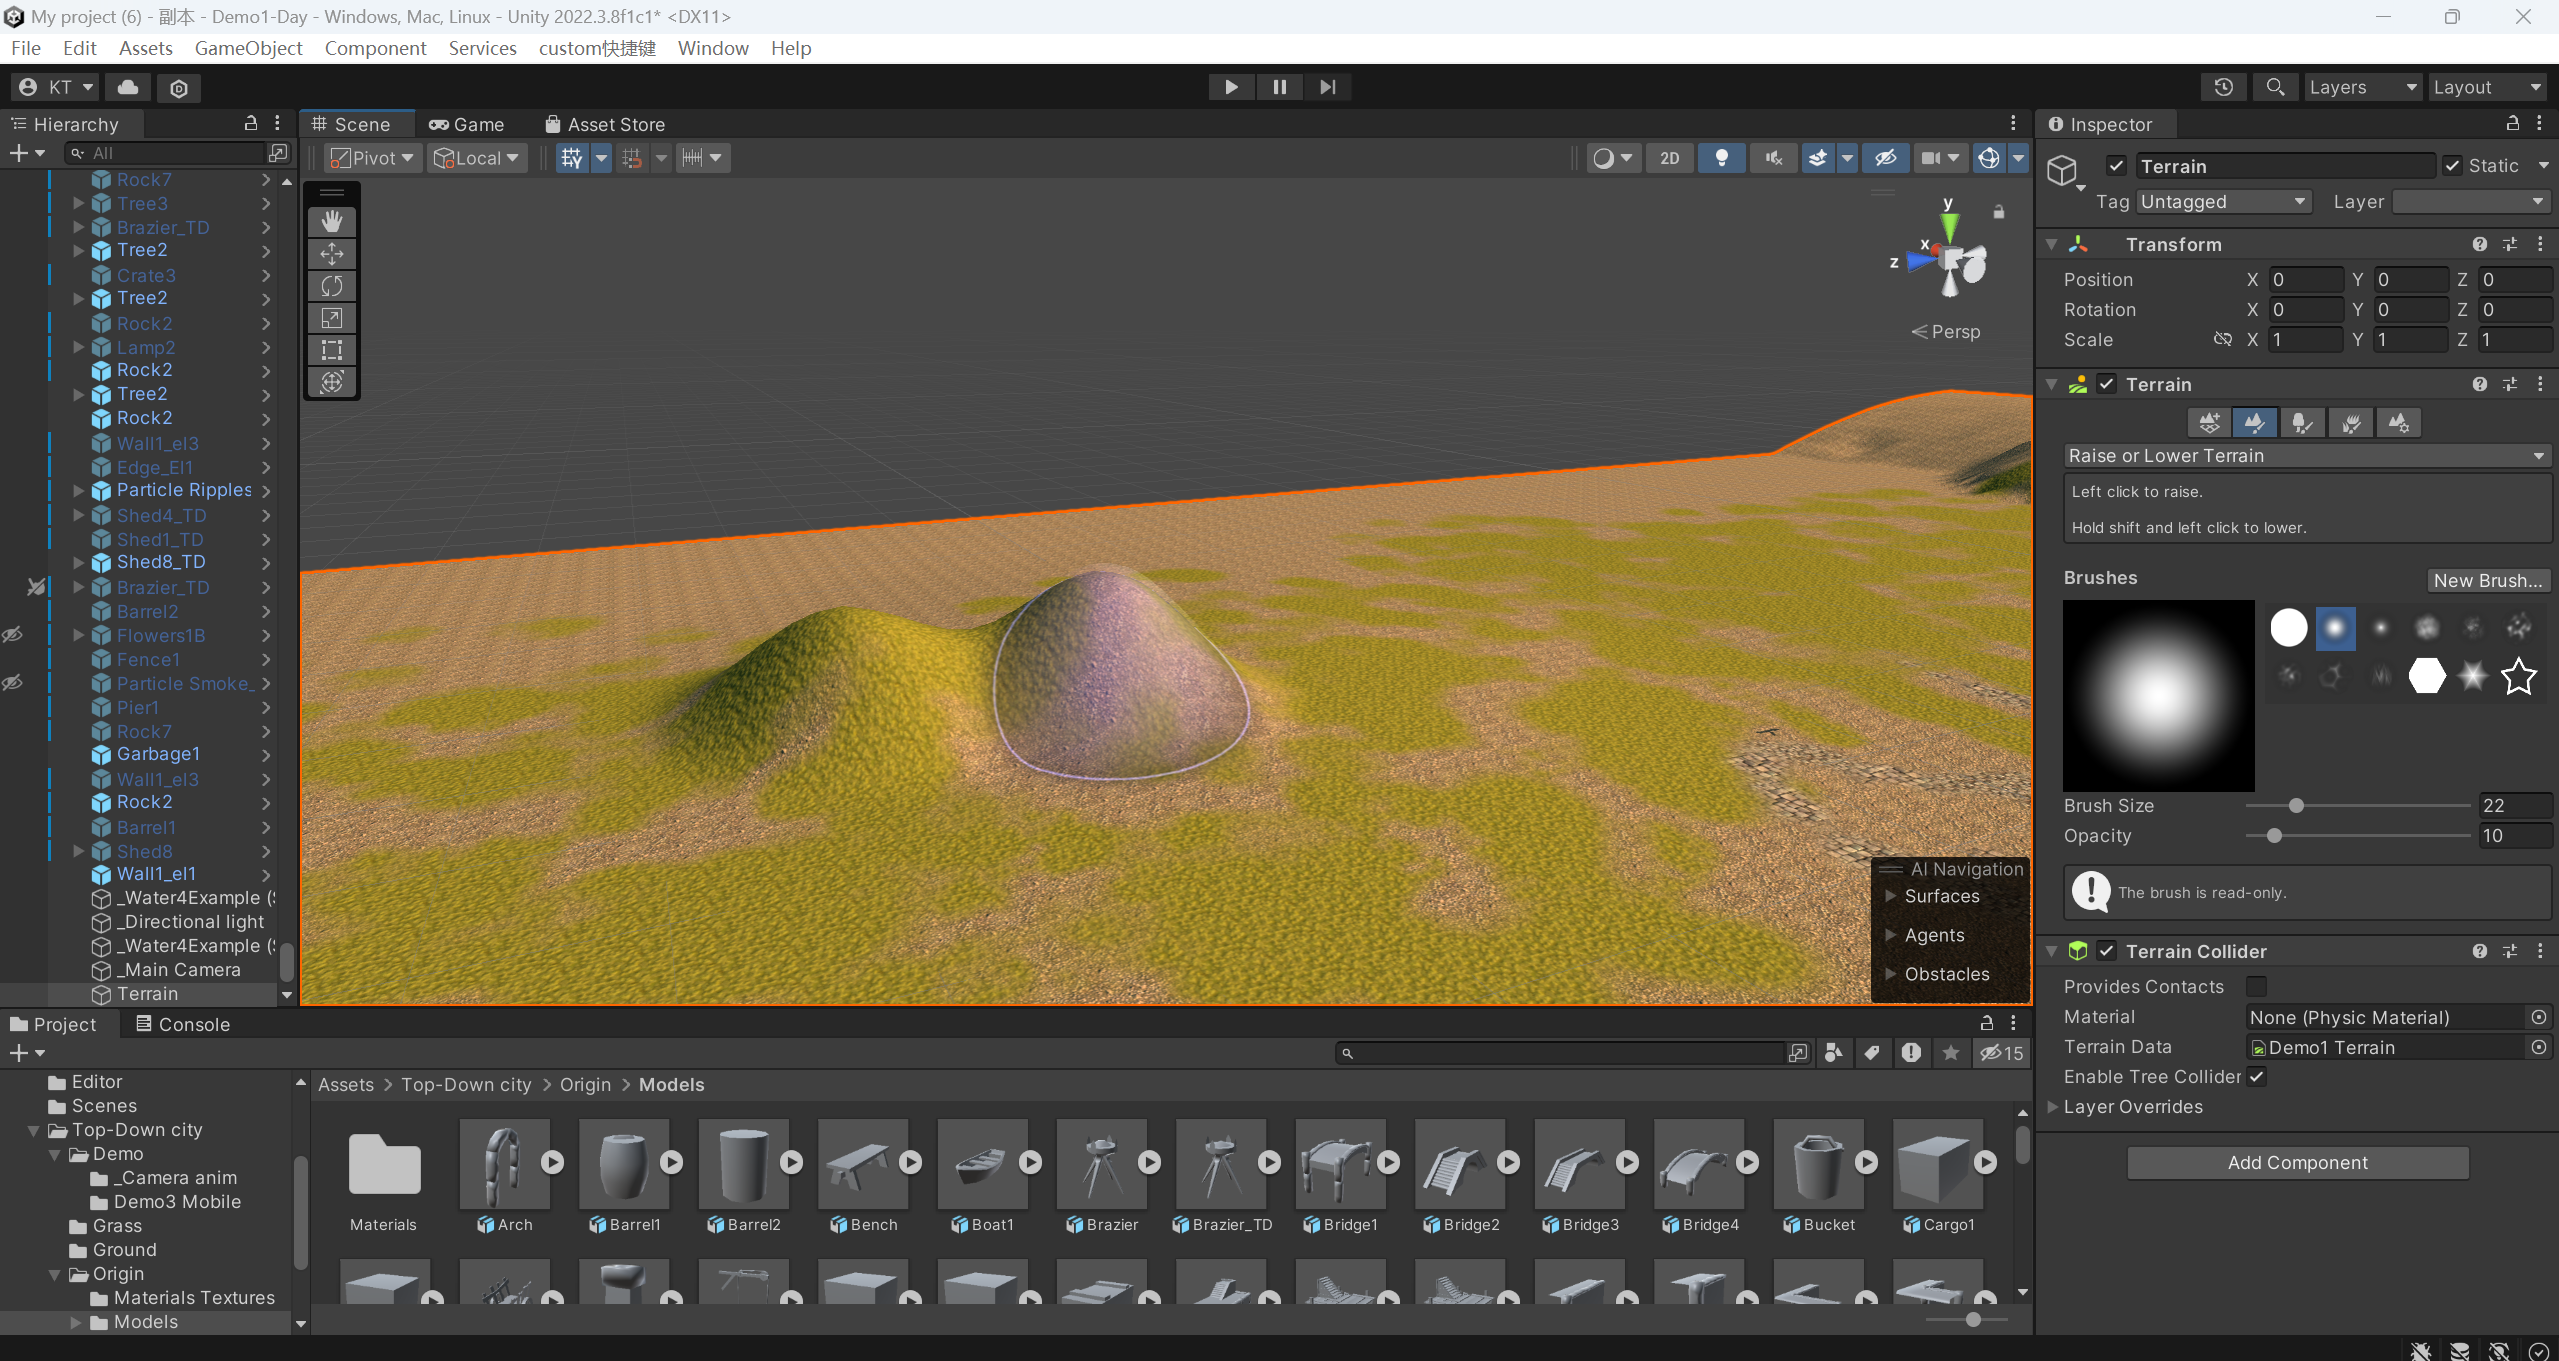 My project (6) - 副本 - Demo1-Day - Windows, Mac, Linux - Unity 2022.3.8f1c1* <DX11>
File Edit Assets GameObject Component Services custom快捷键 Window Help
KT Layers Layout
Hierarchy
All
Rock7
Tree3
Brazier_TD
Tree2
Crate3
Tree2
Rock2
Lamp2
Rock2
Tree2
Rock2
Wall1_el3
Edge_El1
Particle Ripples
Shed4_TD
Shed1_TD
Shed8_TD
Brazier_TD
Barrel2
Flowers1B
Fence1
Particle Smoke_
Pier1
Rock7
Garbage1
Wall1_el3
Rock2
Barrel1
Shed8
Wall1_el1
_Water4Example (
_Directional light
_Water4Example (
_Main Camera
Terrain
Scene Game Asset Store
Pivot Local 2D
y
x
z
Persp
AI Navigation
Surfaces
Agents
Obstacles
Inspector
Terrain Static
Tag Untagged Layer
Transform
Position X 0 Y 0 Z 0
Rotation X 0 Y 0 Z 0
Scale X 1 Y 1 Z 1
Terrain
Raise or Lower Terrain
Left click to raise.
Hold shift and left click to lower.
Brushes New Brush...
Brush Size 22
Opacity 10
The brush is read-only.
Terrain Collider
Provides Contacts
Material None (Physic Material)
Terrain Data Demo1 Terrain
Enable Tree Collider
Layer Overrides
Add Component
Project Console
15
Editor
Scenes
Top-Down city
Demo
_Camera anim
Demo3 Mobile
Grass
Ground
Origin
Materials Textures
Models
Assets > Top-Down city > Origin > Models
Materials Arch Barrel1 Barrel2 Bench Boat1 Brazier Brazier_TD Bridge1 Bridge2 Bridge3 Bridge4 Bucket Cargo1